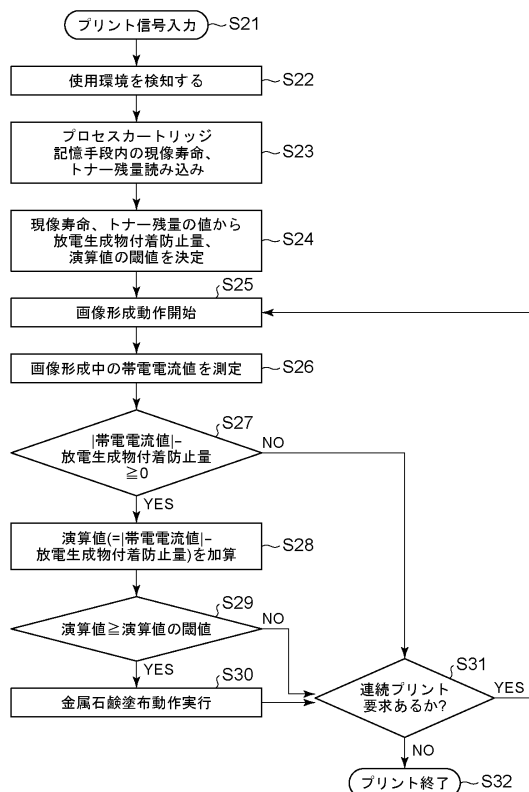 プリント信号入力
S21
使用環境を検知する
S22
プロセスカートリッジ
記憶手段内の現像寿命、
トナー残量読み込み
S23
現像寿命、トナー残量の値から
放電生成物付着防止量、
演算値の閾値を決定
S24
S25
画像形成動作開始
画像形成中の帯電電流値を測定
S26
S27
|帯電電流値|−
放電生成物付着防止量
≧0
NO
YES
演算値(=|帯電電流値|−
放電生成物付着防止量)を加算
S28
S29
演算値≧演算値の閾値
NO
YES
S30
金属石鹸塗布動作実行
S31
連続プリント
要求あるか?
YES
NO
プリント終了
S32